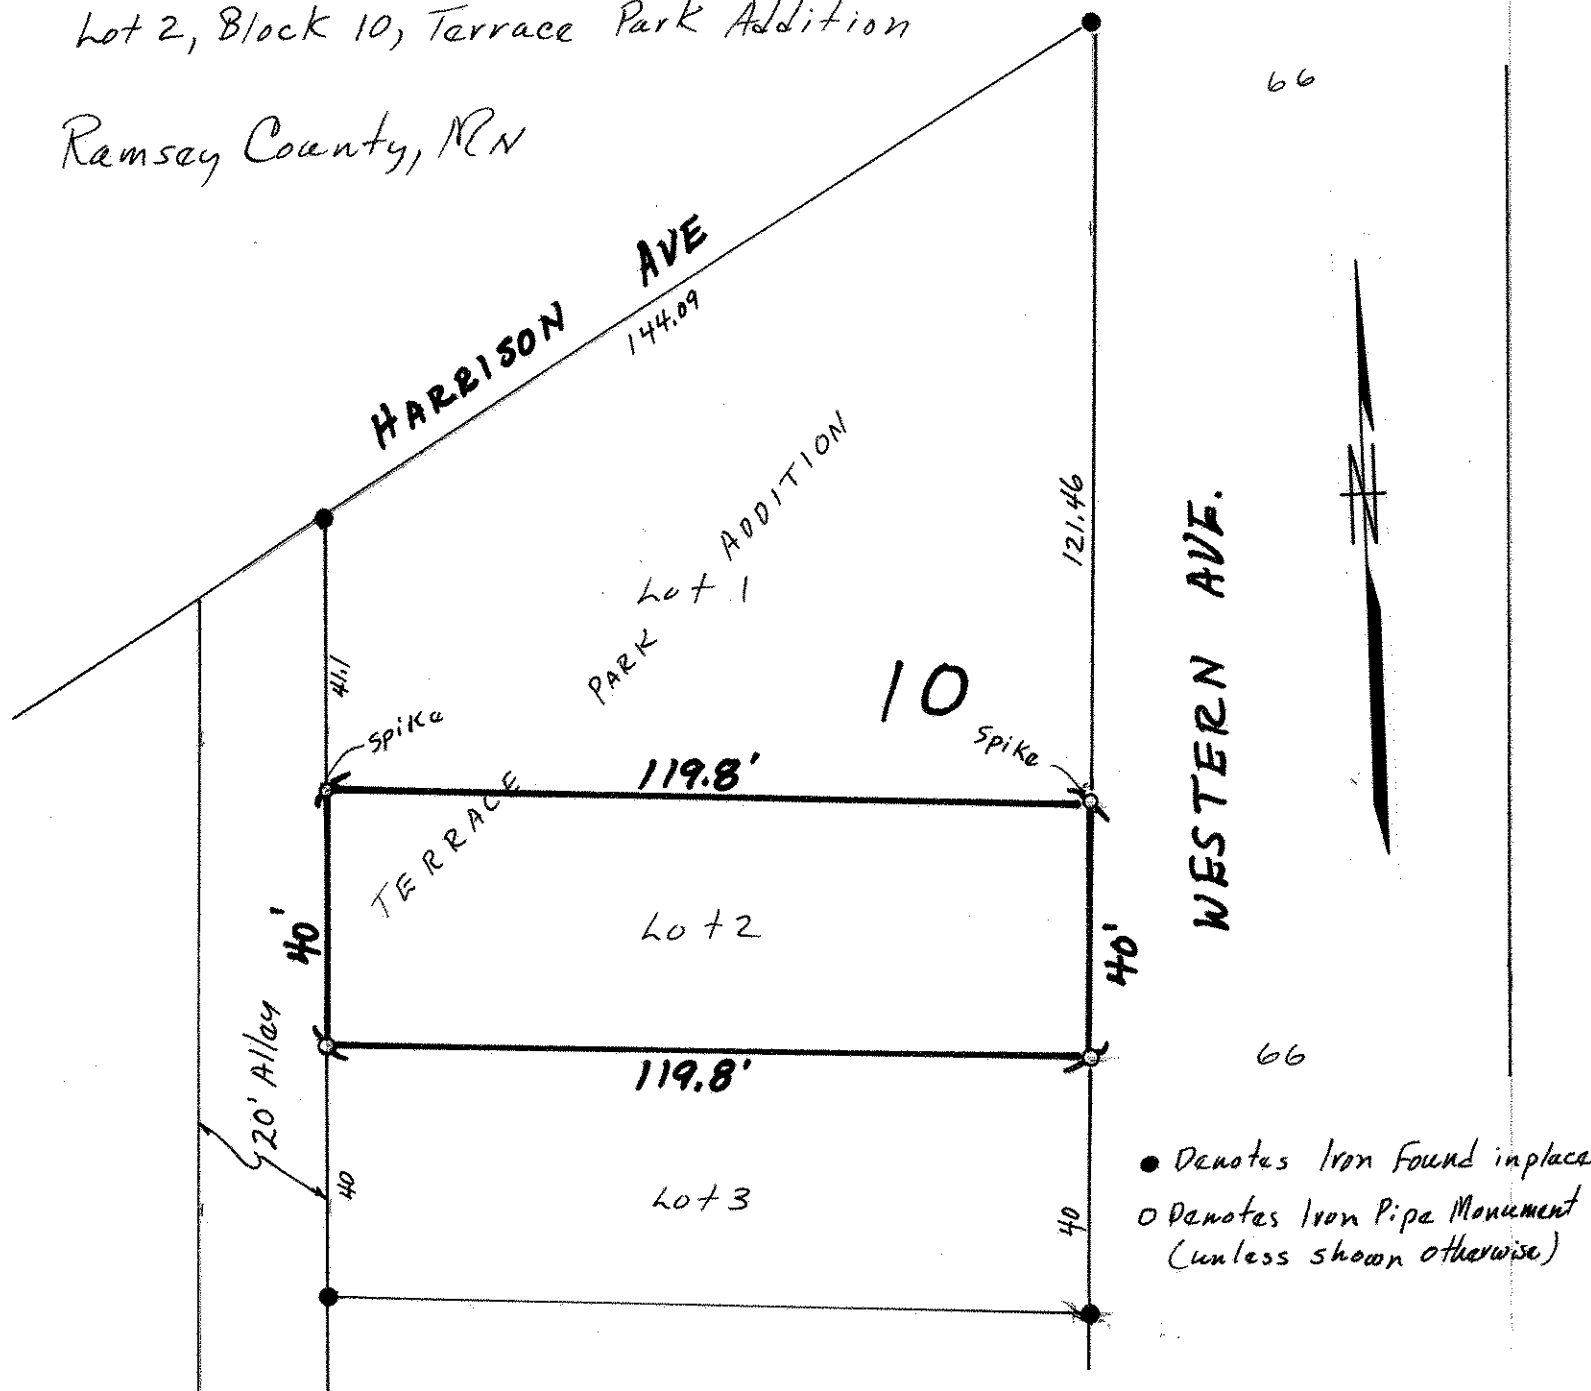 Lot 2, Block 10, Terrace Park Addition
Ramsey County, MN
66
HARRISON AVE
144.09
121.46
WESTERN AVE.
N
TERRACE PARK ADDITION
Lot 1
41.1
Spike
10
Spike
119.8'
40'
Lot 2
40'
119.8'
20' Alley
66
40
Lot 3
40
Denotes Iron Found inplace
Denotes Iron Pipe Monument
(unless shown otherwise)